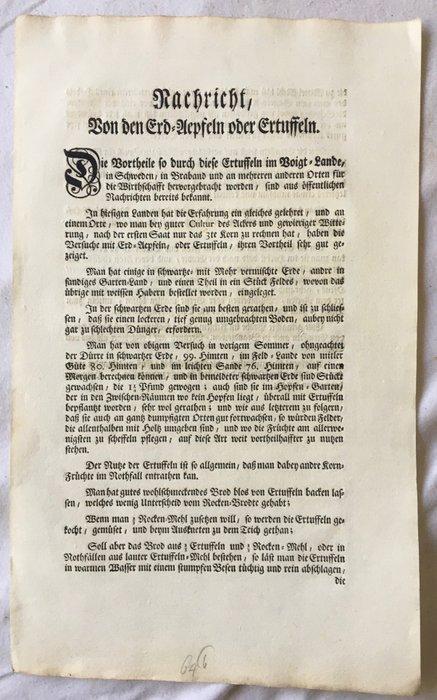 Nachricht/
Von den Erd-Aepfeln oder Ertuffeln.
Die Vortheile so durch diese Ertuffeln im Voigt-Lande,
in Schweden, in Braband und an mehreren anderen Orten für
die Wirthschafft hervorgebracht worden, sind aus öffentlichen
Nachrichten bereits bekannt.
In hiesigen Landen hat die Erfahrung ein gleiches gelehret, und an
einem Orte, wo man bey guter Cultur des Ackers und gewieriger Witte-
rung, nach der ersten Saat nur das 3te Korn zu rechnen hat, haben die
Versuche mit Erd-Aepfeln, oder Ertuffeln, ihren Vortheil sehr gut ge-
zeiget.
Man hat einige in schwartze- mit Mohr vermischte Erde, andre in
sandiges Garten-Land, und einen Theil in ein Stück Feldes, wovon das
übrige mit weissen Habern bestellet worden, eingeleget.
In der schwartzen Erde sind sie am besten gerathen, und ist zu schlies-
sen, daß sie einen lockeren, tief genug umgebrachten Boden, auch nicht
gar zu schlechten Dünger, erfordern.
Man hat von obigem Versuch in vorigem Sommer, ohngeachtet
der Dürre in schwartzer Erde, 99. Himten, im Feld-Lande von mitler
Güte 80. Himten, und im leichten Sande 76. Himten, auf einen
Morgen berechnen können, und in bemeldeter schwartzen Erde sind Stücke
gewachsen, die Pfund gewogen; auch sind sie im Hopfen-Garten,
der in den Zwischen-Räumen wo kein Hopfen liegt, überall mit Ertuffeln
bepflantzt worden, sehr wol gerathen; und wie aus letzterem zu folgern,
daß sie auch an gantz dumpfigten Orten gut fortwachsen, so würden Felder,
die allenthalben mit Holtz umgeben sind, und wo die Früchte am allerwe-
nigsten zu scheffeln pflegen, auf diese Art weit vortheilhaffter zu nutzen
stehen.
Der Nutze der Ertuffeln ist so allgemein, daß man dabey andre Korn-
Früchte im Nothfall entrathen kan.
Man hat gutes wohlschmeckendes Brod blos von Ertuffeln backen las-
sen, welches wenig Unterscheid vom Rocken-Brodte gehabt;
Wenn man Rocken-Mehl zusetzen will, so werden die Ertuffeln ge-
kocht, gemüset, und beym Auskneten zu dem Teich gethan;
Soll aber das Brod aus Ertuffeln und Rocken-Mehl, oder in
Nothfällen aus lauter Ertuffeln-Mehl bestehen, so läst man die Ertuffeln
in warmen Wasser mit einem stumpfen Besen tüchtig und rein abschlagen,
die